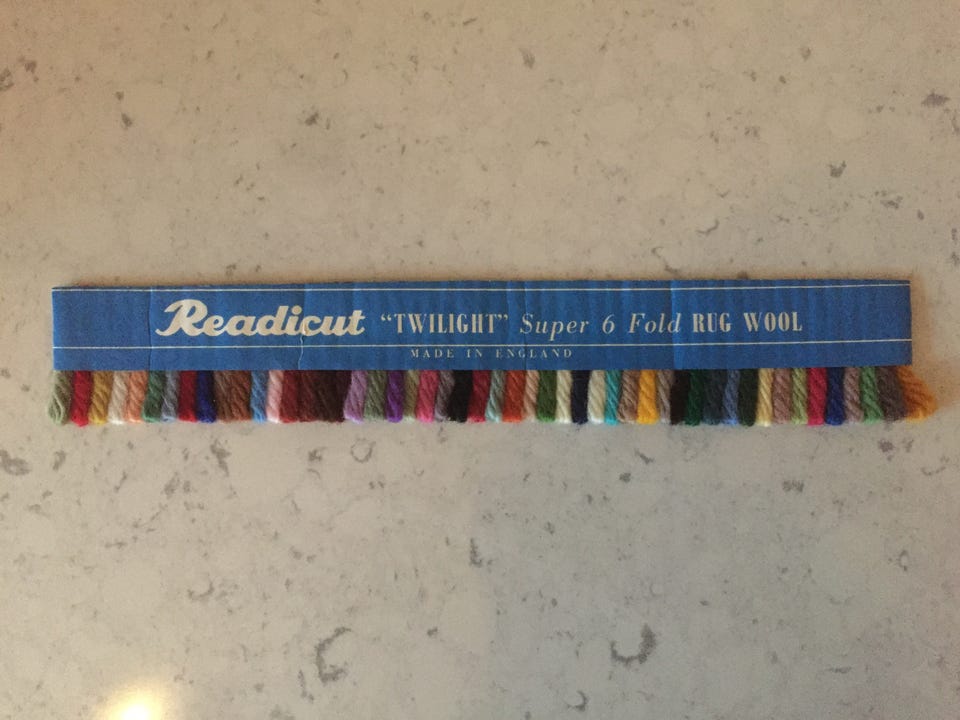 Readicut “TWILIGHT” Super 6 Fold RUG WOOL
MADE IN ENGLAND